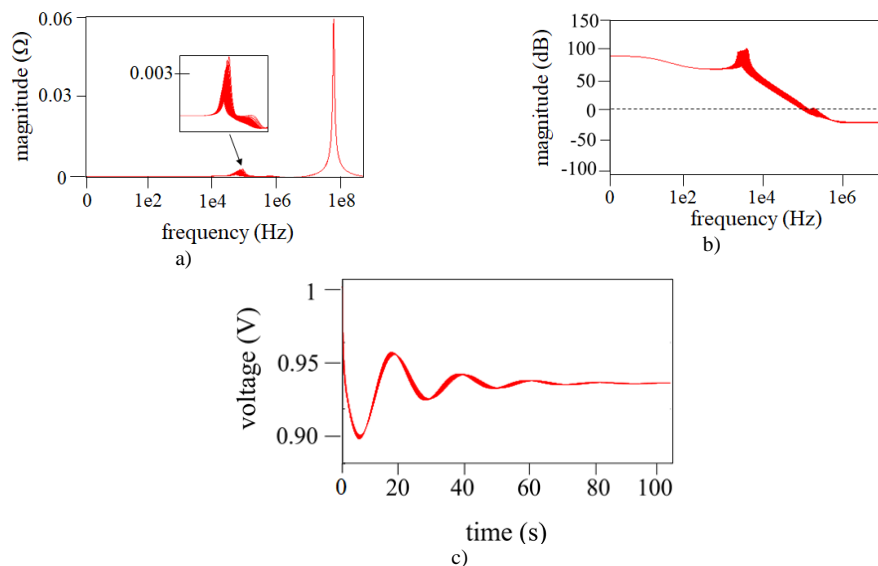 0.06
0.03
0
magnitude (Ω)
0.003
0 1e2 1e4 1e6 1e8
frequency (Hz)
a)
150
100
50
0
-50
-100
magnitude (dB)
0 1e2 1e4 1e6
frequency (Hz)
b)
1
0.95
0.90
voltage (V)
0 20 40 60 80 100
time (s)
c)